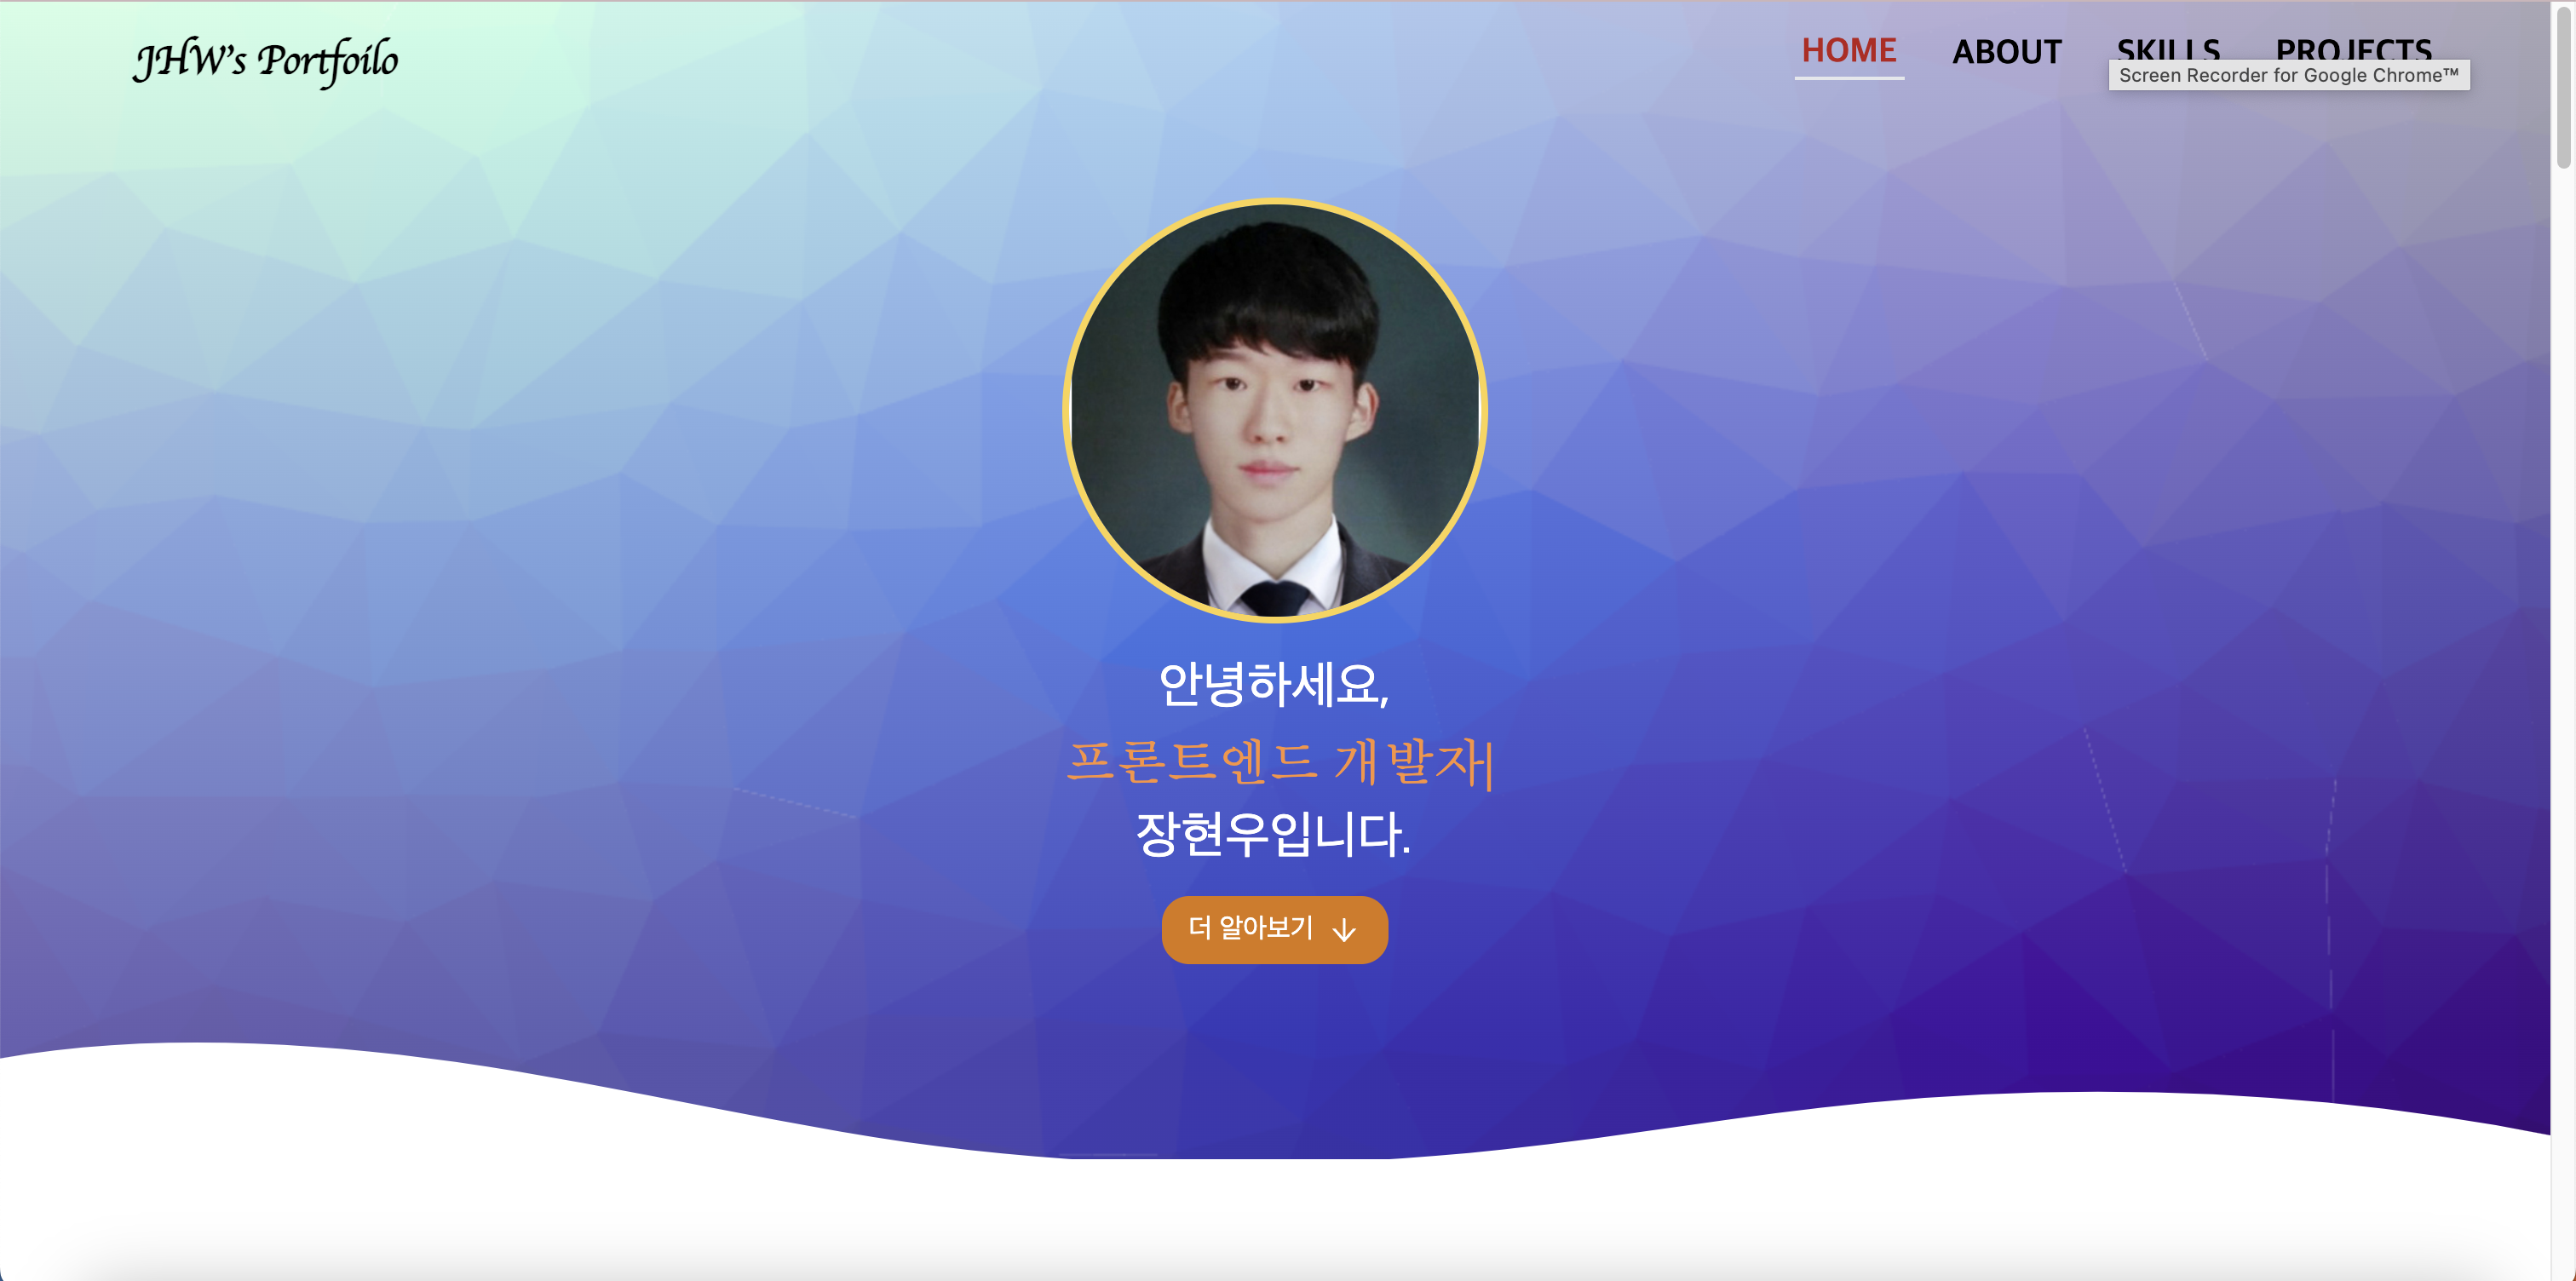 JHW's Portfoilo
HOME ABOUT SKILLS PROJECTS
Screen Recorder for Google Chrome™
안녕하세요,
프론트엔드 개발자|
장현우입니다.
더 알아보기 ↓